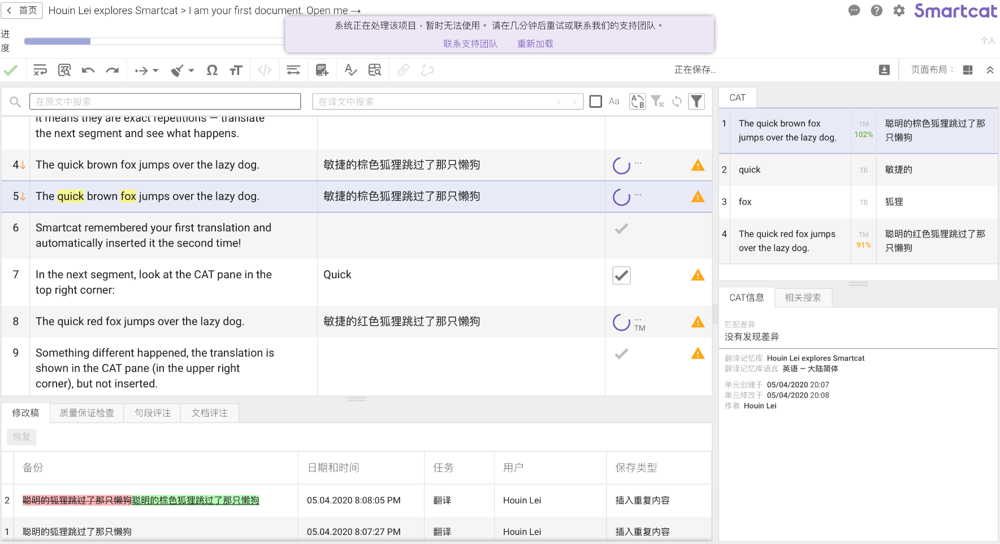 首页
Houin Lei explores Smartcat > I am your first document. Open me →
Smartcat
系统正在处理该项目，暂时无法使用。 请在几分钟后重试或联系我们的支持团队。
联系支持团队 重新加载
进
度
个人
正在保存...
页面布局：
在原文中搜索
在译文中搜索
Aa
it means they are exact repetitions — translate
the next segment and see what happens.
4 The quick brown fox jumps over the lazy dog. 敏捷的棕色狐狸跳过了那只懒狗 ...
5 The quick brown fox jumps over the lazy dog. 敏捷的棕色狐狸跳过了那只懒狗 ...
6 Smartcat remembered your first translation and
automatically inserted it the second time!
7 In the next segment, look at the CAT pane in the
top right corner:
Quick
8 The quick red fox jumps over the lazy dog. 敏捷的红色狐狸跳过了那只懒狗 ...
TM
9 Something different happened, the translation is
shown in the CAT pane (in the upper right
corner), but not inserted.
CAT
1 The quick brown fox
jumps over the lazy dog.
TM
102%
聪明的棕色狐狸跳过了那
只懒狗
2 quick TB 敏捷的
3 fox TB 狐狸
4 The quick red fox jumps
over the lazy dog.
TM
91%
聪明的红色狐狸跳过了那
只懒狗
CAT信息 相关搜索
匹配差异
没有发现差异
翻译记忆库 Houin Lei explores Smartcat
翻译记忆库语言 英语 — 大陆简体
单元创建于 05/04/2020 20:07
单元修改于 05/04/2020 20:08
作者 Houin Lei
修改稿 质量保证检查 句段评注 文档评注
恢复
备份 日期和时间 任务 用户 保存类型
2 聪明的狐狸跳过了那只懒狗聪明的棕色狐狸跳过了那只懒狗 05.04.2020 8:08:05 PM 翻译 Houin Lei 插入重复内容
1 聪明的狐狸跳过了那只懒狗 05.04.2020 8:07:27 PM 翻译 Houin Lei 插入重复内容